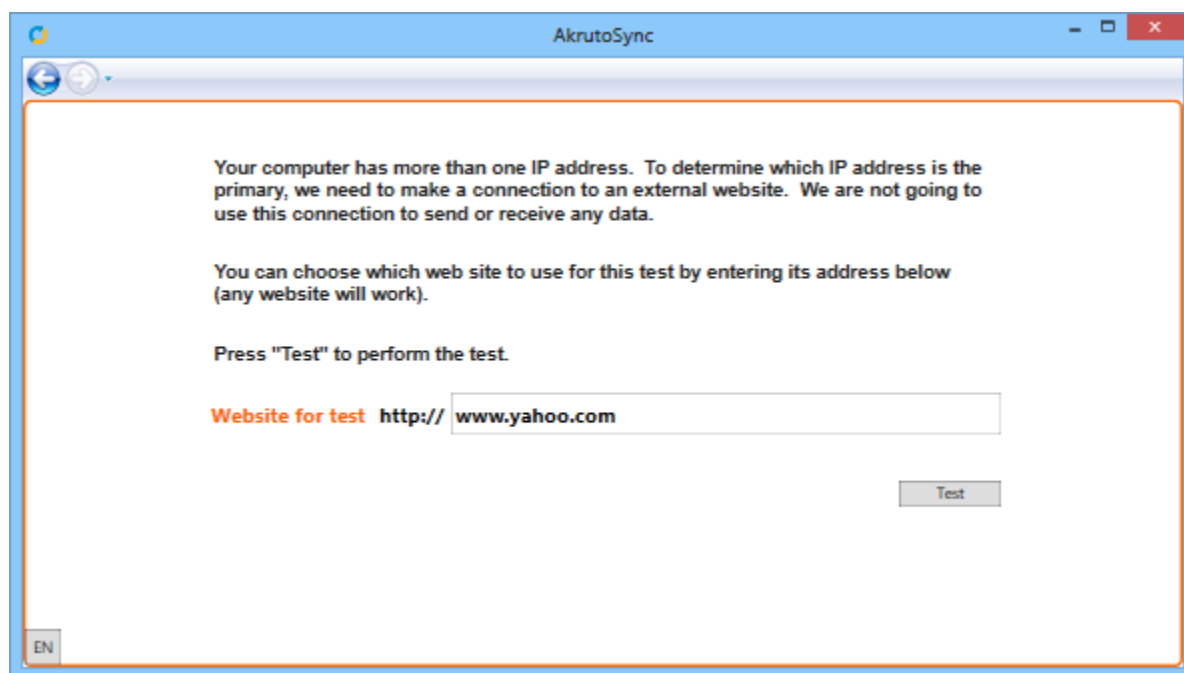 AkrutoSync
Your computer has more than one IP address.  To determine which IP address is the
primary, we need to make a connection to an external website.  We are not going to
use this connection to send or receive any data.
You can choose which web site to use for this test by entering its address below
(any website will work).
Press "Test" to perform the test.
Website for test http:// www.yahoo.com
Test
EN